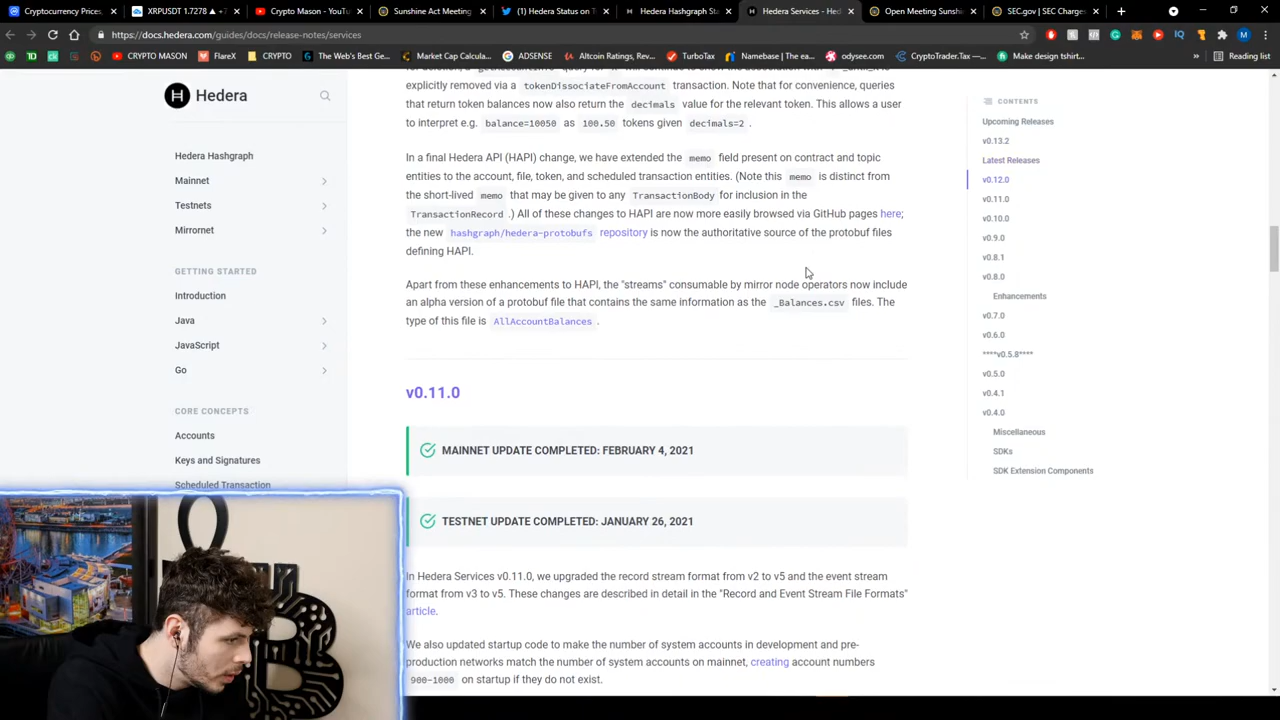 Cryptocurrency Prices,
XRPUSDT 1.7278 ▲ +7
Crypto Mason - YouTu
Sunshine Act Meeting
(1) Hedera Status on T
Hedera Hashgraph Sta
Hedera Services - Hed
Open Meeting Sunshi
SEC.gov | SEC Charges
https://docs.hedera.com/guides/docs/release-notes/services
CRYPTO MASON
FlareX
CRYPTO
The Web's Best Ge...
Market Cap Calcula...
ADSENSE
Altcoin Ratings, Rev...
TurboTax
Namebase | The ea...
odysee.com
CryptoTrader.Tax —...
Make design tshirt...
Reading list
Hedera
Hedera Hashgraph
Mainnet
Testnets
Mirrornet
GETTING STARTED
Introduction
Java
JavaScript
Go
CORE CONCEPTS
Accounts
Keys and Signatures
Scheduled Transaction
explicitly removed via a tokenDissociateFromAccount transaction. Note that for convenience, queries
that return token balances now also return the decimals value for the relevant token. This allows a user
to interpret e.g. balance=10050 as 100.50 tokens given decimals=2 .
In a final Hedera API (HAPI) change, we have extended the memo field present on contract and topic
entities to the account, file, token, and scheduled transaction entities. (Note this memo is distinct from
the short-lived memo that may be given to any TransactionBody for inclusion in the
TransactionRecord .) All of these changes to HAPI are now more easily browsed via GitHub pages here;
the new hashgraph/hedera-protobufs repository is now the authoritative source of the protobuf files
defining HAPI.
Apart from these enhancements to HAPI, the "streams" consumable by mirror node operators now include
an alpha version of a protobuf file that contains the same information as the _Balances.csv files. The
type of this file is AllAccountBalances .
v0.11.0
MAINNET UPDATE COMPLETED: FEBRUARY 4, 2021
TESTNET UPDATE COMPLETED: JANUARY 26, 2021
In Hedera Services v0.11.0, we upgraded the record stream format from v2 to v5 and the event stream
format from v3 to v5. These changes are described in detail in the "Record and Event Stream File Formats"
article.
We also updated startup code to make the number of system accounts in development and pre-
production networks match the number of system accounts on mainnet, creating account numbers
900-1000 on startup if they do not exist.
CONTENTS
Upcoming Releases
v0.13.2
Latest Releases
v0.12.0
v0.11.0
v0.10.0
v0.9.0
v0.8.1
v0.8.0
Enhancements
v0.7.0
v0.6.0
****v0.5.8****
v0.5.0
v0.4.1
v0.4.0
Miscellaneous
SDKs
SDK Extension Components